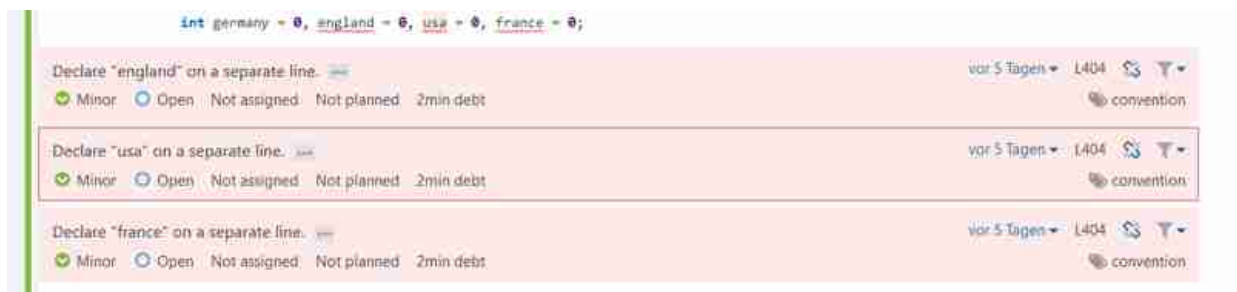 int germany = 0, england = 0, usa = 0, france = 0;
Declare "england" on a separate line. ...
vor 5 Tagen L404
Minor Open Not assigned Not planned 2min debt
convention
Declare "usa" on a separate line. ...
vor 5 Tagen L404
Minor Open Not assigned Not planned 2min debt
convention
Declare "france" on a separate line. ...
vor 5 Tagen L404
Minor Open Not assigned Not planned 2min debt
convention